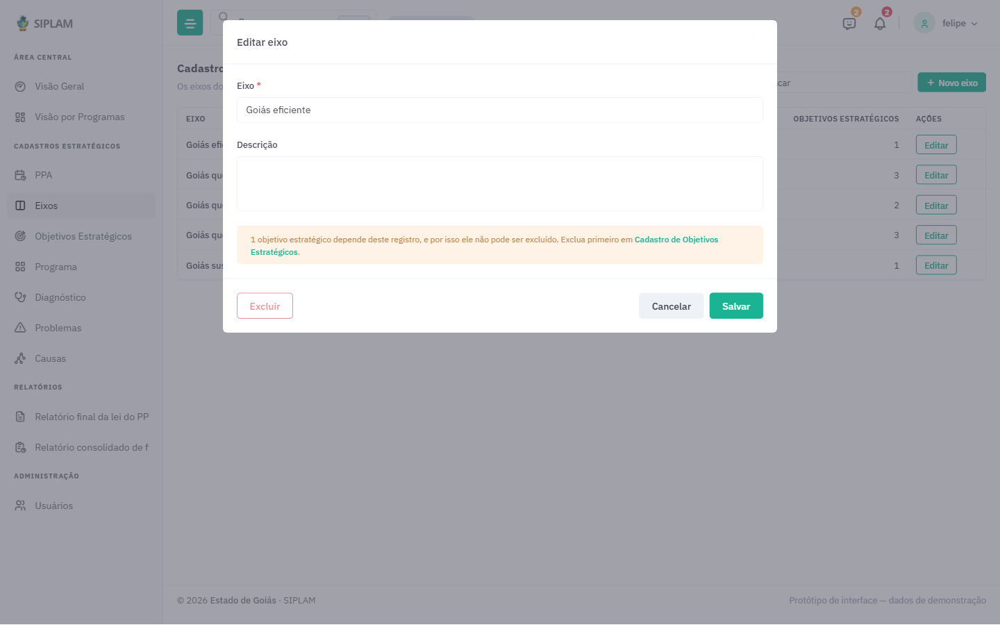 SIPLAM
ÁREA CENTRAL
Visão Geral
Visão por Programas
CADASTROS ESTRATÉGICOS
PPA
Eixos
Objetivos Estratégicos
Programa
Diagnóstico
Problemas
Causas
RELATÓRIOS
Relatório final da lei do PP
Relatório consolidado de f
ADMINISTRAÇÃO
Usuários
2
2
felipe
Cadastro
Os eixos do
car
+ Novo eixo
EIXO
OBJETIVOS ESTRATÉGICOS
AÇÕES
Goiás efi
1
Editar
Goiás qu
3
Editar
Goiás qu
2
Editar
Goiás qu
3
Editar
Goiás sus
1
Editar
Editar eixo
Eixo *
Goiás eficiente
Descrição
1 objetivo estratégico depende deste registro, e por isso ele não pode ser excluído. Exclua primeiro em Cadastro de Objetivos
Estratégicos.
Excluir
Cancelar
Salvar
© 2026 Estado de Goiás · SIPLAM
Protótipo de interface — dados de demonstração